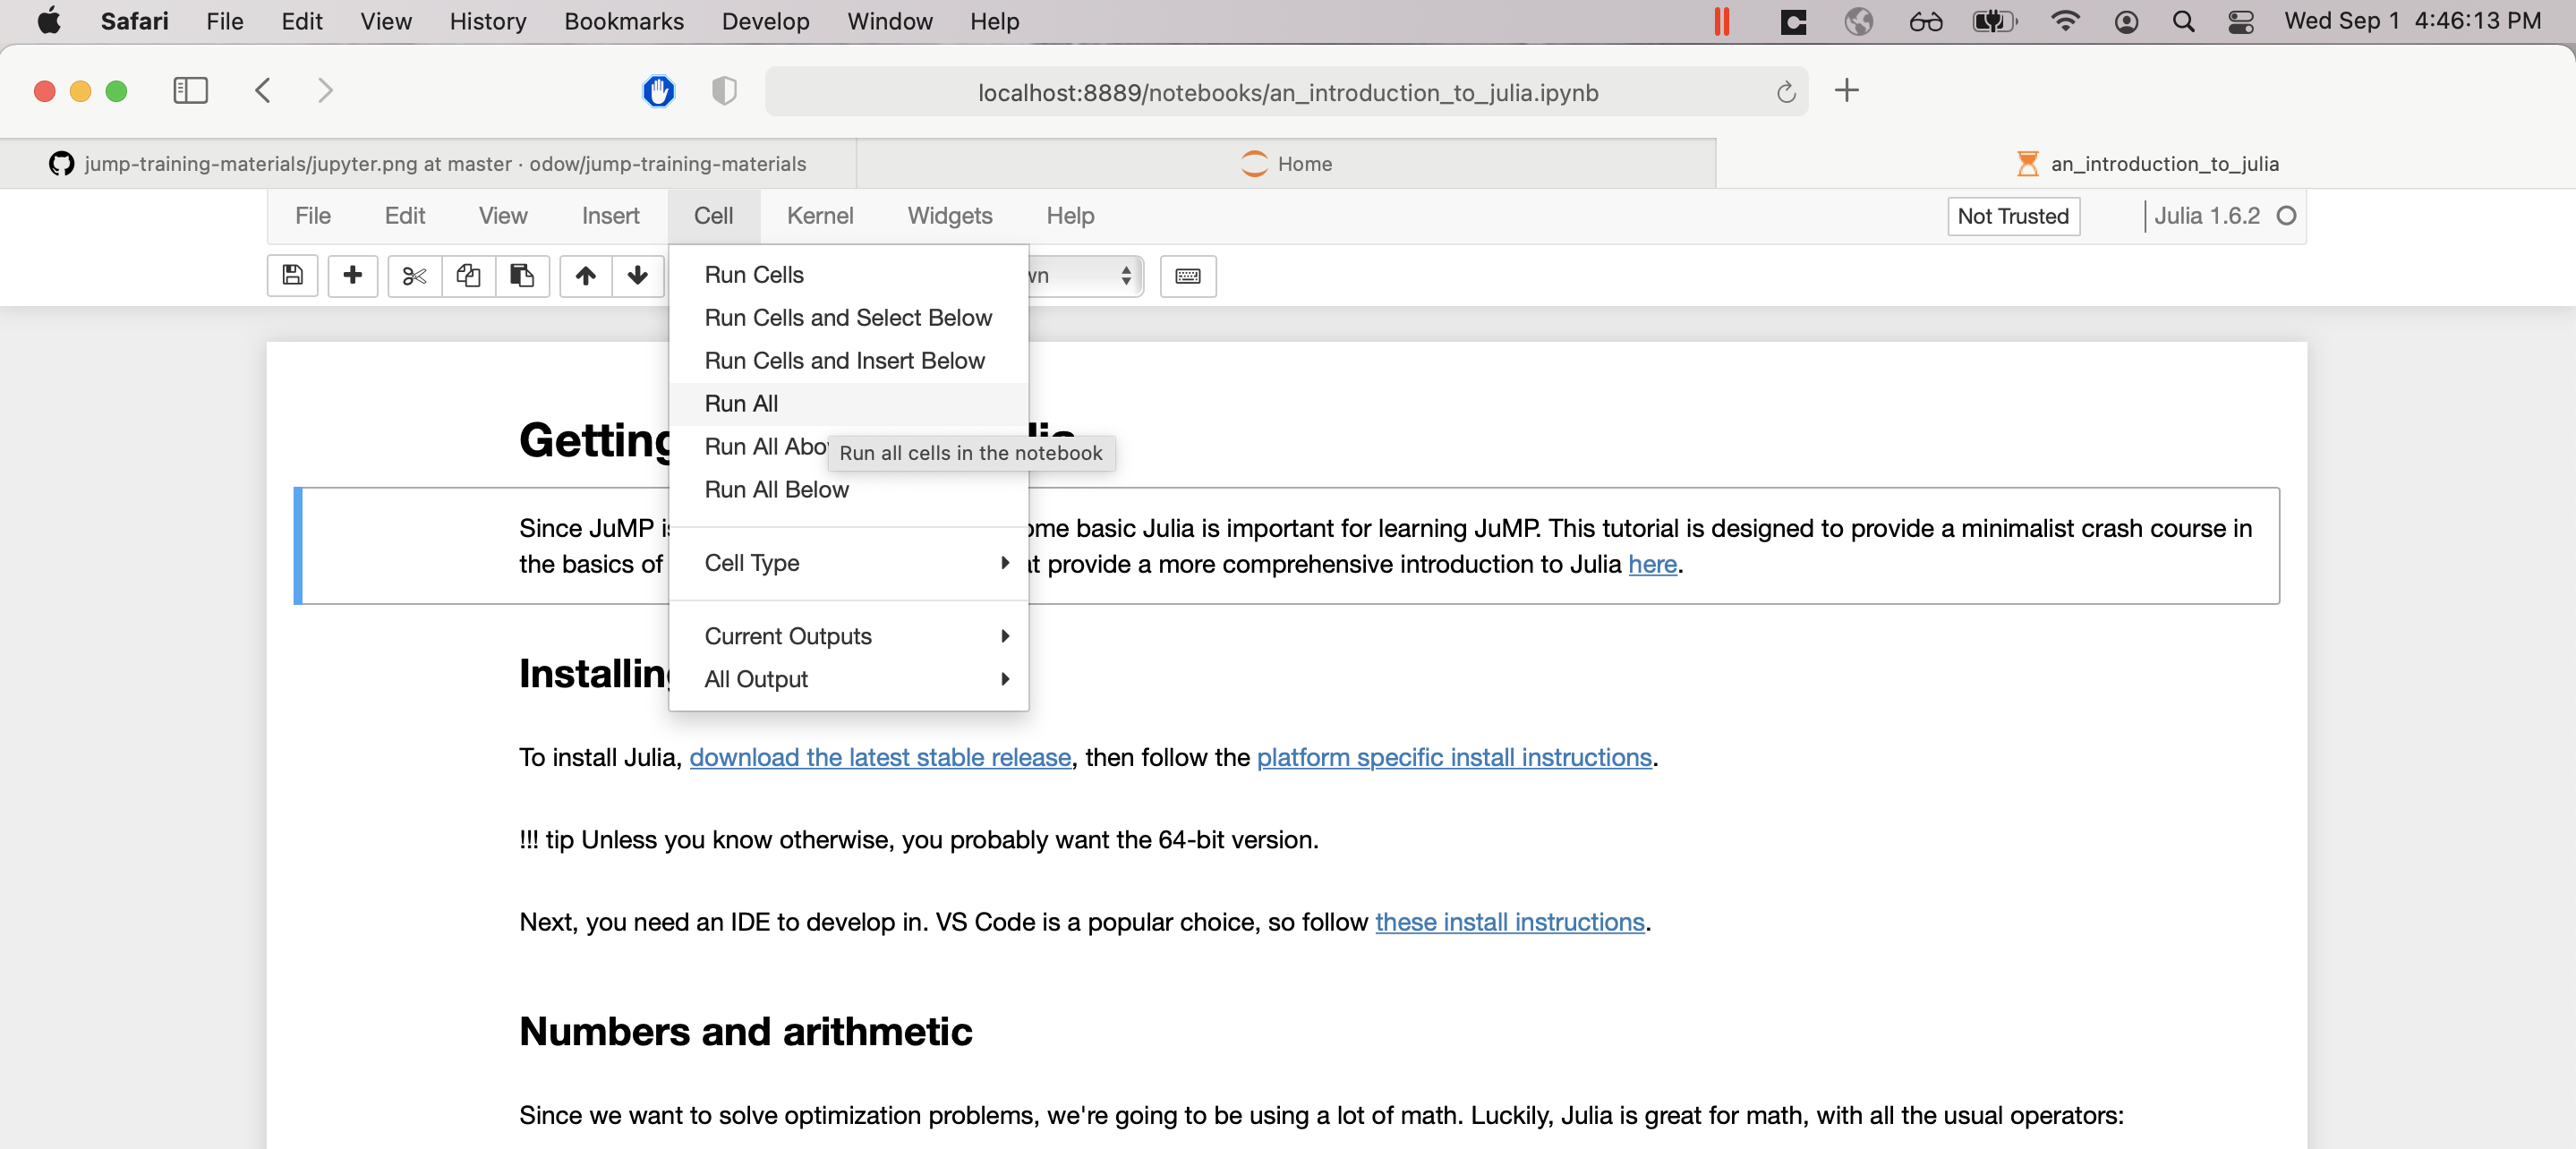 Safari File Edit View History Bookmarks Develop Window Help Wed Sep 1 4:46:13 PM
localhost:8889/notebooks/an_introduction_to_julia.ipynb
jump-training-materials/jupyter.png at master · odow/jump-training-materials Home an_introduction_to_julia
File Edit View Insert Cell Kernel Widgets Help Not Trusted Julia 1.6.2
Run Cells
Run Cells and Select Below
Run Cells and Insert Below
Run All
Getting
Run All
Run all cells in the notebook
Run All Below
Since JuMP basic Julia is important for learning JuMP. This tutorial is designed to provide a minimalist crash course in
the basics of provide a more comprehensive introduction to Julia here.
Cell Type
Current Outputs
All Output
To install Julia, download the latest stable release, then follow the platform specific install instructions.
!!! tip Unless you know otherwise, you probably want the 64-bit version.
Next, you need an IDE to develop in. VS Code is a popular choice, so follow these install instructions.
Numbers and arithmetic
Since we want to solve optimization problems, we're going to be using a lot of math. Luckily, Julia is great for math, with all the usual operators: